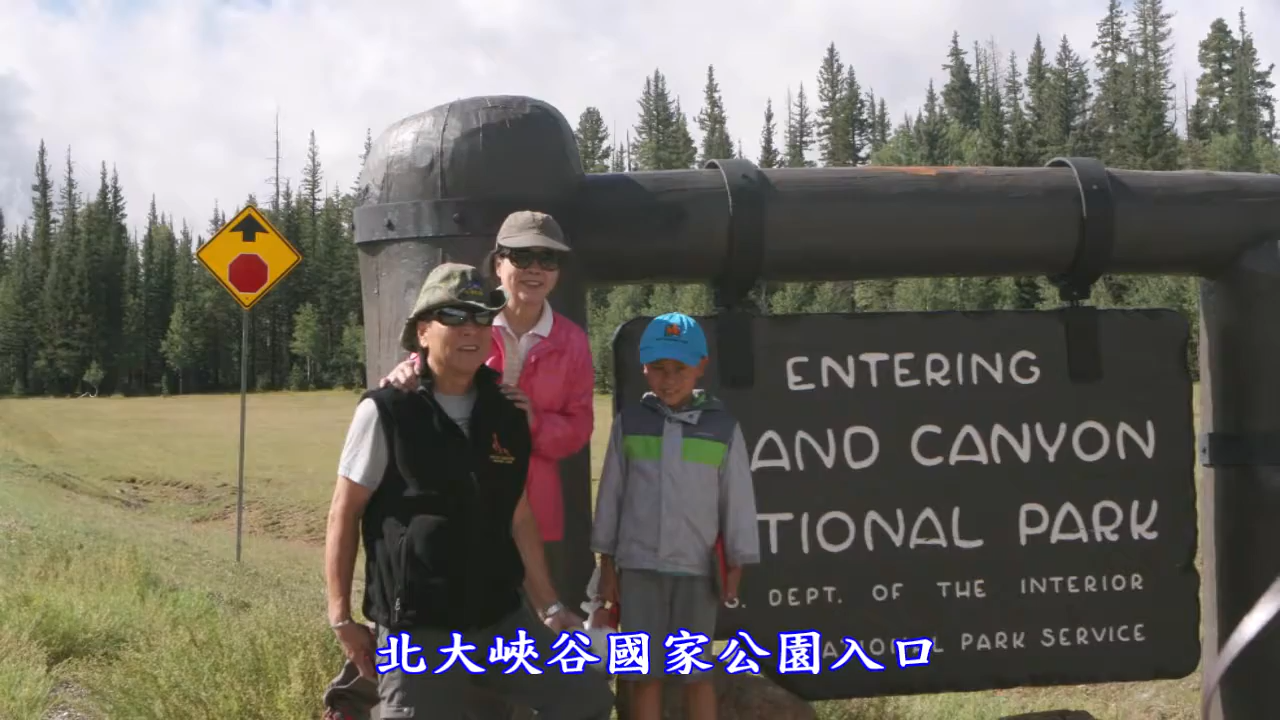 ENTERING
AND CANYON
TIONAL PARK
S. DEPT. OF THE INTERIOR
NATIONAL PARK SERVICE
北大峽谷國家公園入口